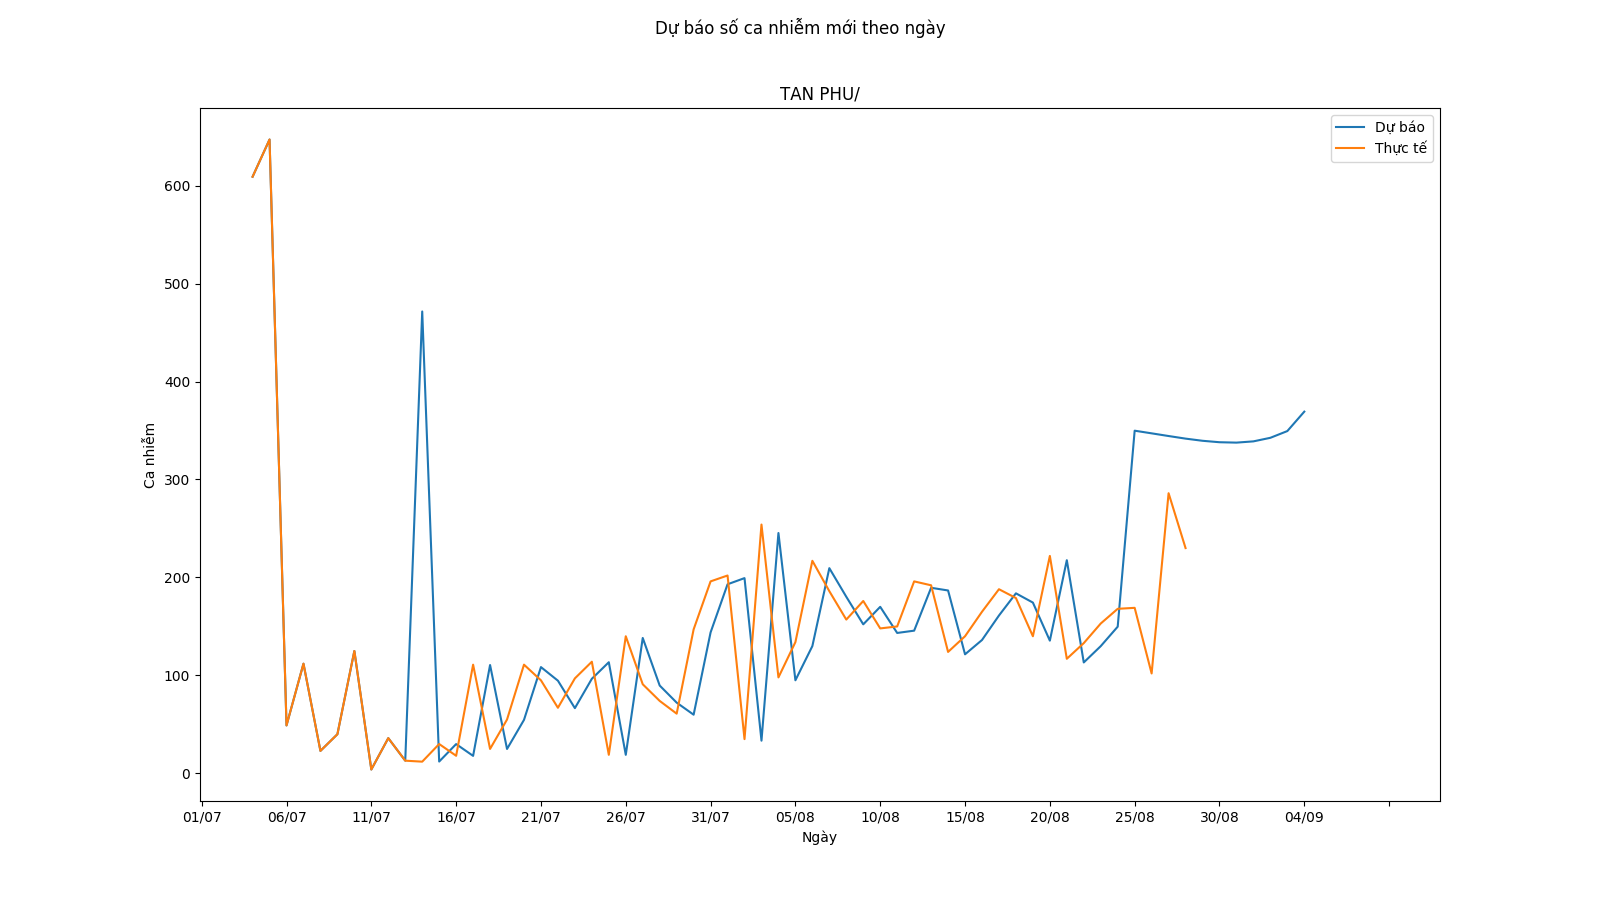 Dự báo số ca nhiễm mới theo ngày
TAN PHU/
Dự báo
Thực tế
600
500
400
300
200
100
0
Ca nhiễm
01/07 06/07 11/07 16/07 21/07 26/07 31/07 05/08 10/08 15/08 20/08 25/08 30/08 04/09
Ngày